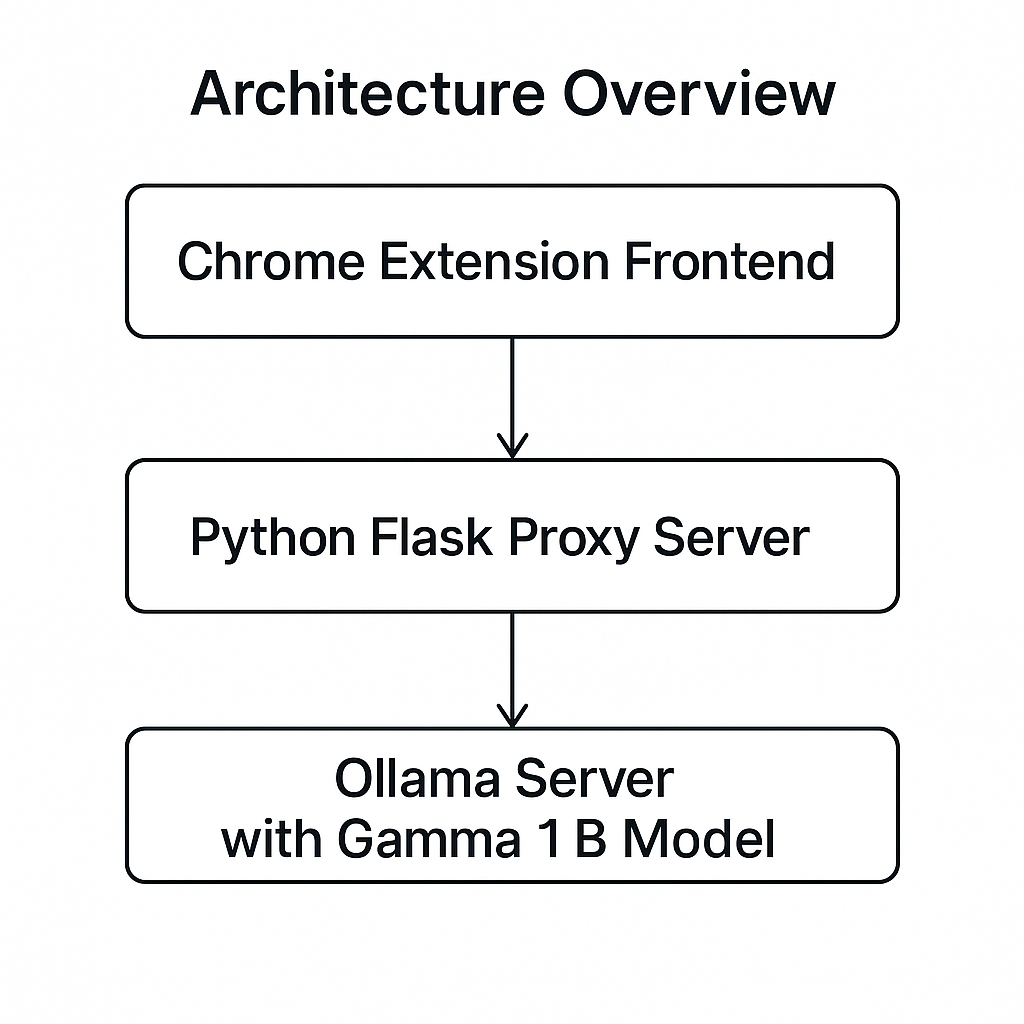 Architecture Overview
Chrome Extension Frontend
Python Flask Proxy Server
Ollama Server
with Gamma 1 B Model